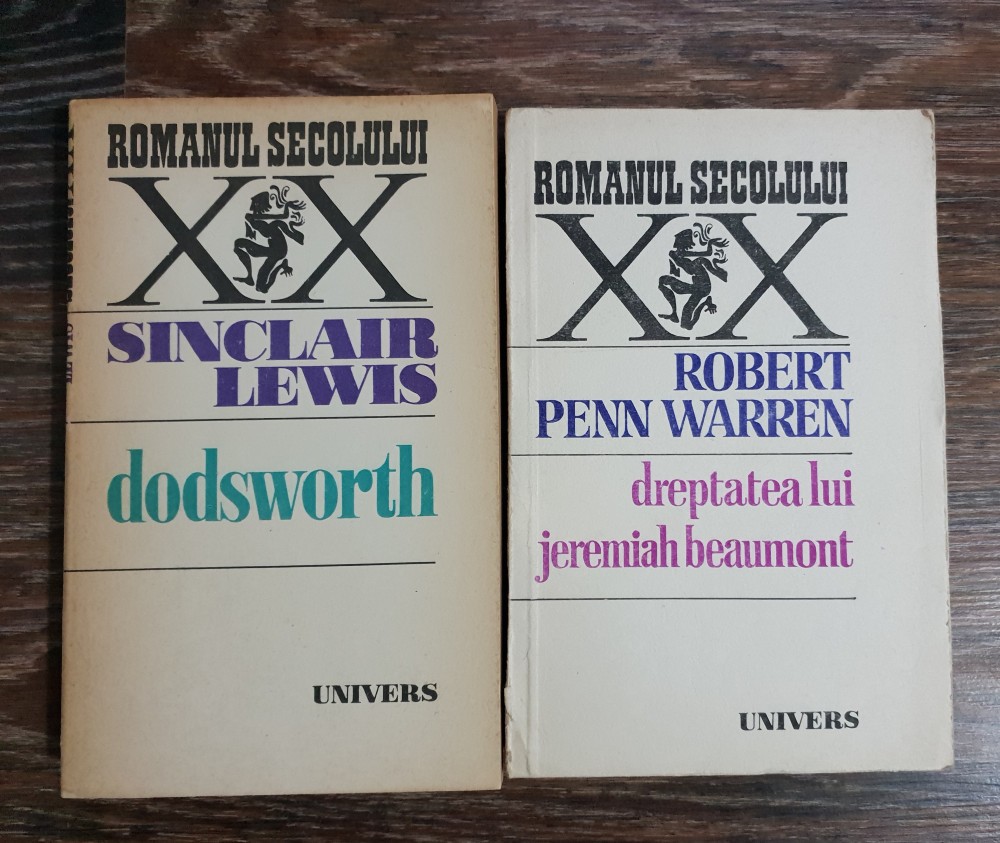 ROMANUL SECOLULUI
XX
SINCLAIR
LEWIS
dodsworth
UNIVERS
ROMANUL SECOLULUI
XX
ROBERT
PENN WARREN
dreptatea lui
jeremiah beaumont
UNIVERS